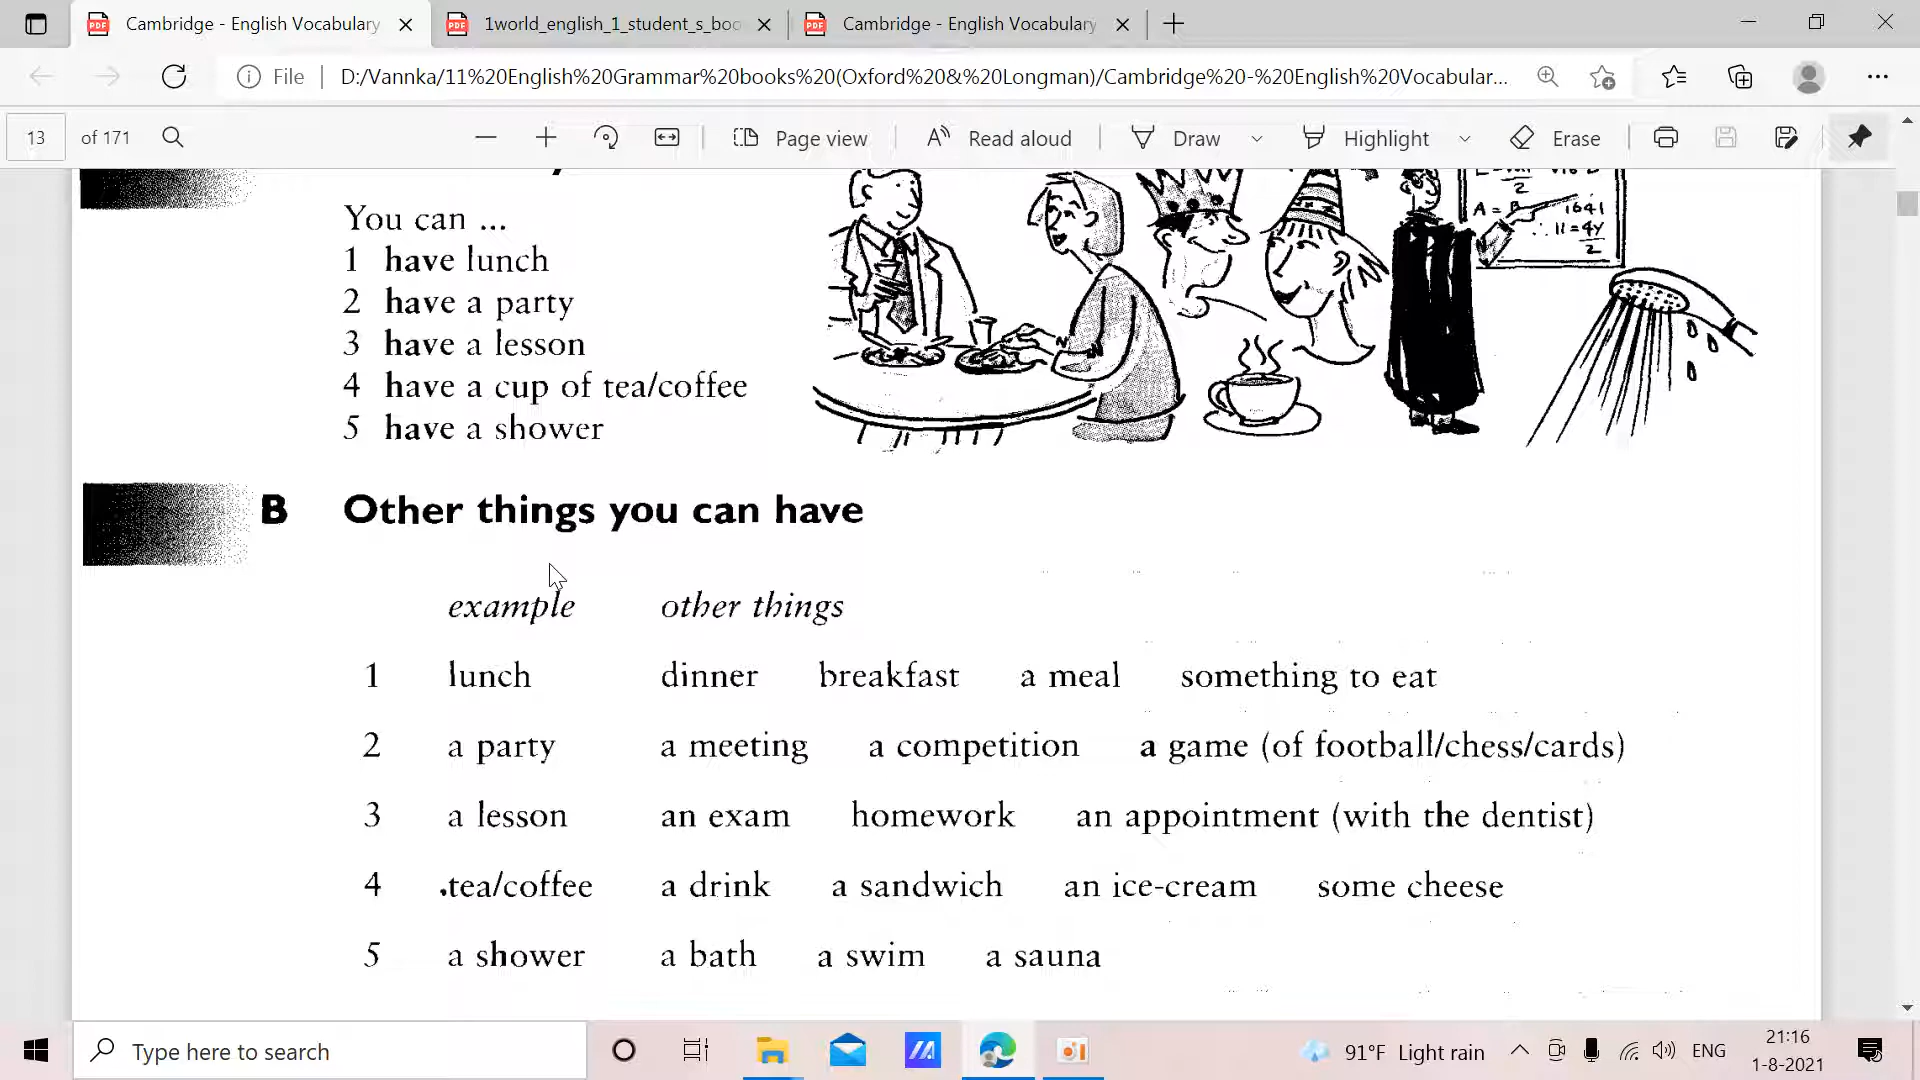 Cambridge - English Vocabulary
1world_english_1_student_s_boo
Cambridge - English Vocabulary
File
D:/Vannka/11%20English%20Grammar%20books%20(Oxford%20&%20Longman)/Cambridge%20-%20English%20Vocabular...
13 of 171
Page view
Read aloud
Draw
Highlight
Erase
You can ...
1 have lunch
2 have a party
3 have a lesson
4 have a cup of tea/coffee
5 have a shower
A =
1641
∴ 11 = 4y
2
B Other things you can have
example other things
1 lunch dinner breakfast a meal something to eat
2 a party a meeting a competition a game (of football/chess/cards)
3 a lesson an exam homework an appointment (with the dentist)
4 .tea/coffee a drink a sandwich an ice-cream some cheese
5 a shower a bath a swim a sauna
Type here to search
91°F Light rain
ENG
21:16
1-8-2021